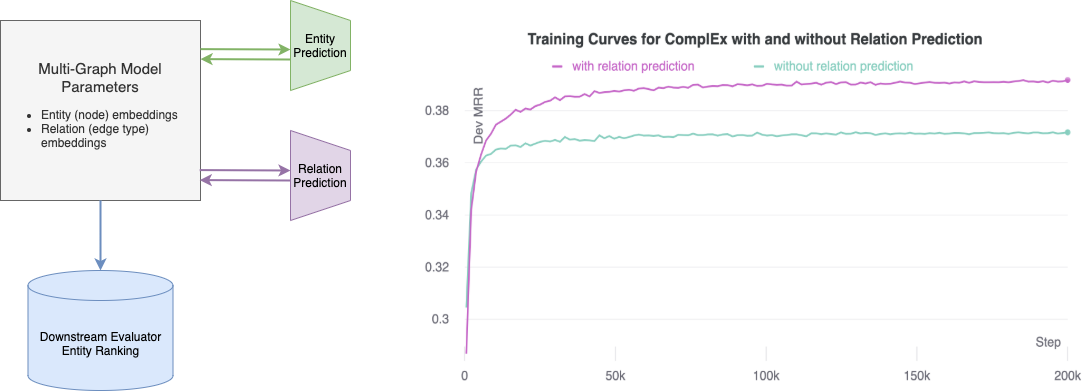 Entity
Prediction
Multi-Graph Model
Parameters
• Entity (node) embeddings
• Relation (edge type)
embeddings
Relation
Prediction
Downstream Evaluator
Entity Ranking
Training Curves for ComplEx with and without Relation Prediction
with relation prediction
without relation prediction
Dev MRR
0.38
0.36
0.34
0.32
0.3
Step
0
50k
100k
150k
200k